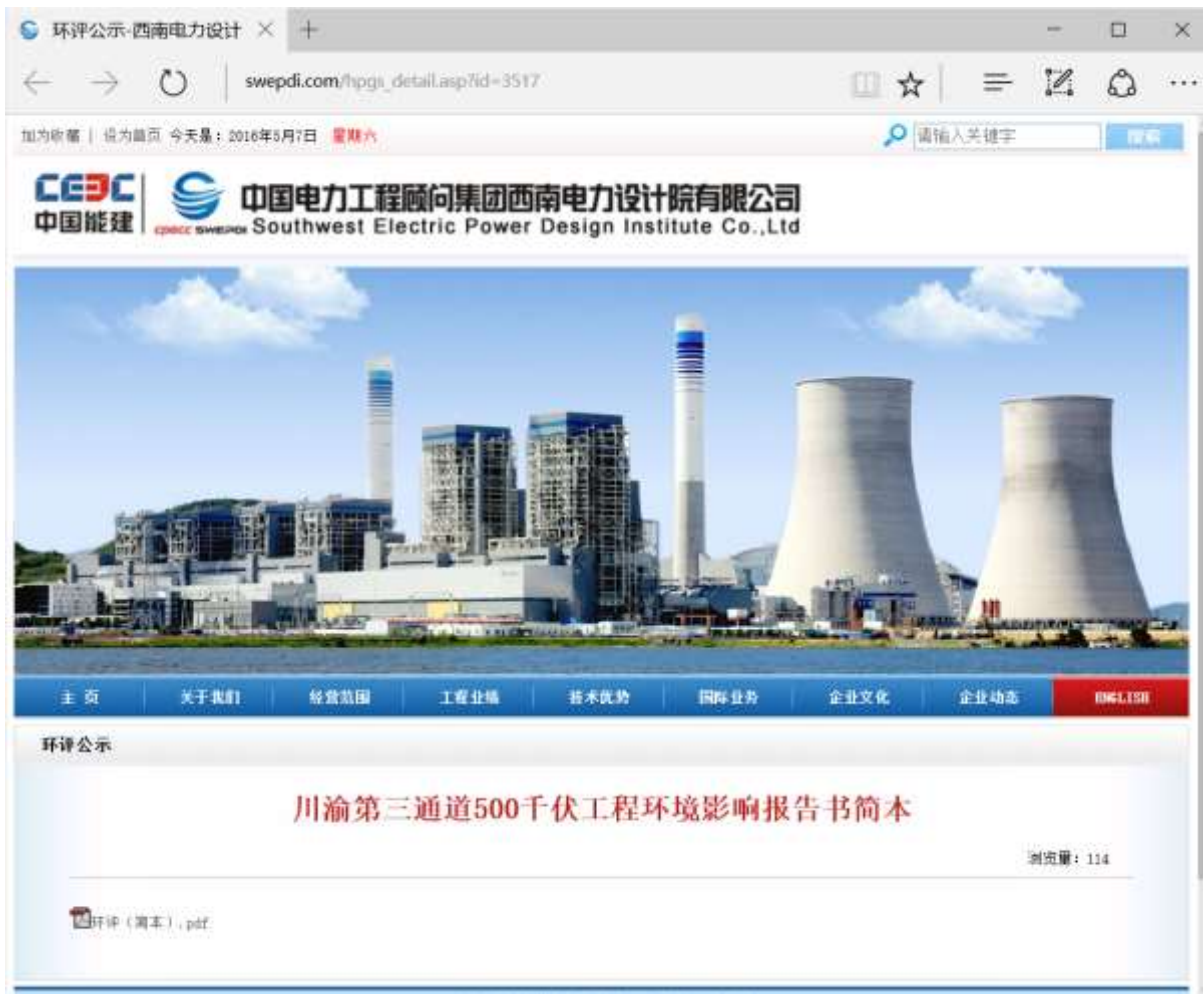 环评公示-西南电力设计
swepdi.com/hpgs_detail.asp?id=3517
加为收藏 | 设为首页 今天是：2016年5月7日 星期六
请输入关键字
搜索
CEEC
中国能建
cpecc SWEPDI
中国电力工程顾问集团西南电力设计院有限公司
Southwest Electric Power Design Institute Co.,Ltd
主 页 关于我们 经营范围 工程业绩 技术优势 国际业务 企业文化 企业动态 ENGLISH
环评公示
川渝第三通道500千伏工程环境影响报告书简本
浏览量：114
环评（简本）.pdf